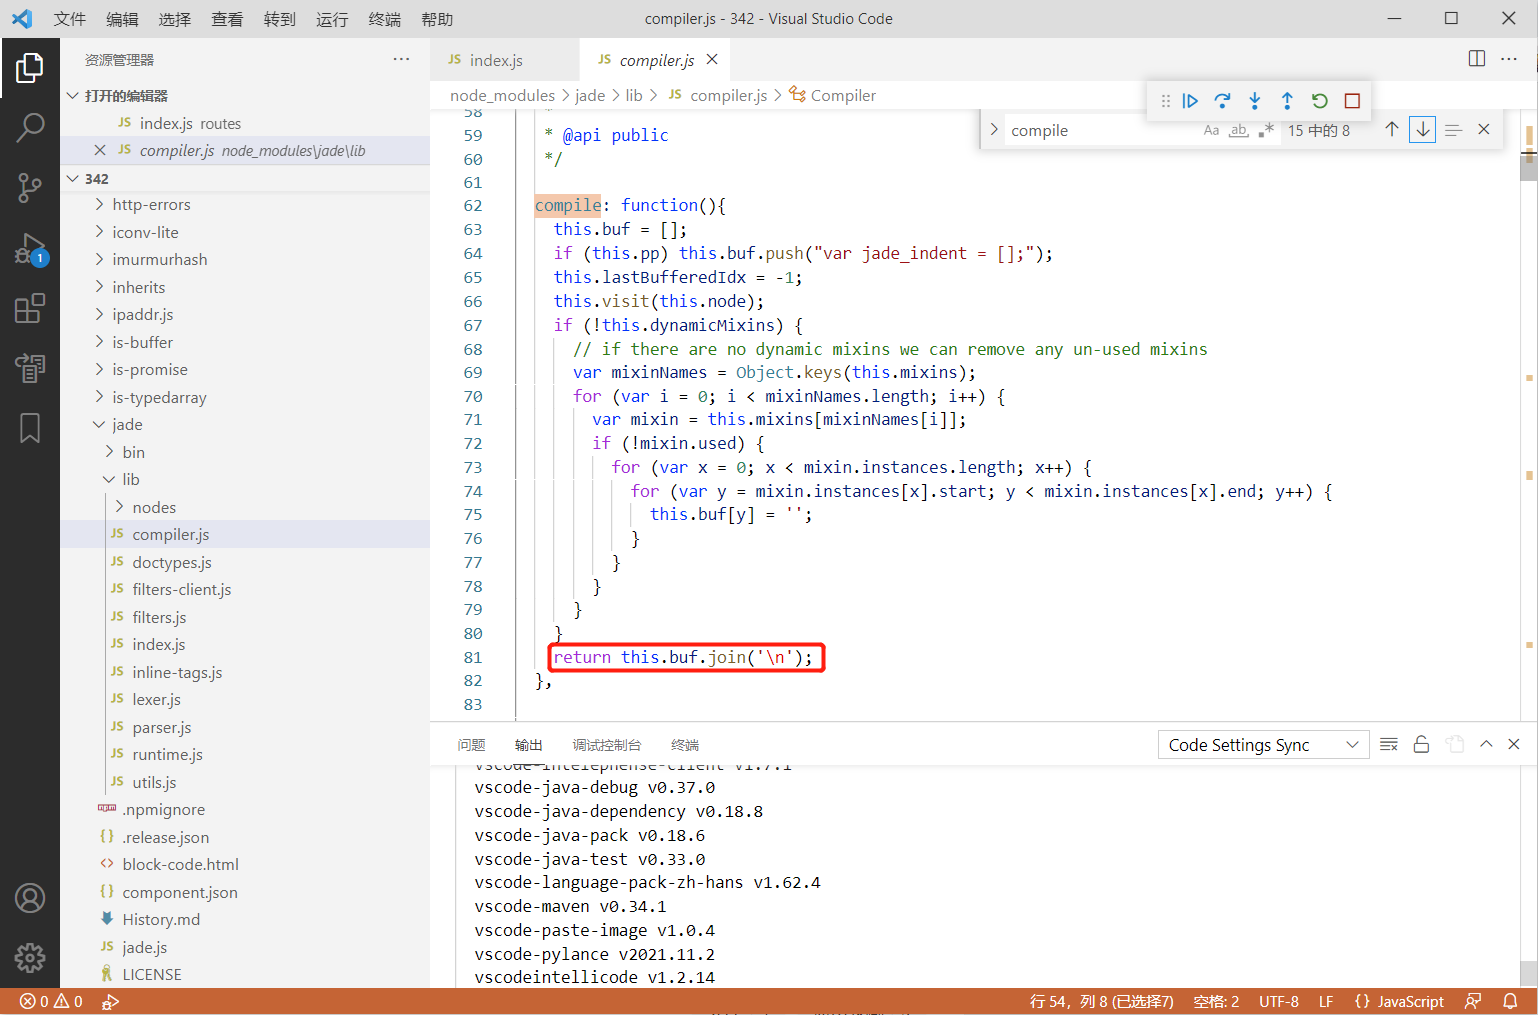 文件 编辑 选择 查看 转到 运行 终端 帮助 compiler.js - 342 - Visual Studio Code
资源管理器
打开的编辑器
JS index.js routes
JS compiler.js node_modules\jade\lib
342
http-errors
iconv-lite
imurmurhash
inherits
ipaddr.js
is-buffer
is-promise
is-typedarray
jade
bin
lib
nodes
JS compiler.js
JS doctypes.js
JS filters-client.js
JS filters.js
JS index.js
JS inline-tags.js
JS lexer.js
JS parser.js
JS runtime.js
JS utils.js
.npmignore
{} .release.json
<> block-code.html
{} component.json
History.md
JS jade.js
LICENSE
1
JS index.js JS compiler.js
node_modules > jade > lib > JS compiler.js > Compiler
compile Aa ab .* 15 中的 8
58 *
59 * @api public
60 */
61
62 compile: function(){
63 this.buf = [];
64 if (this.pp) this.buf.push("var jade_indent = [];");
65 this.lastBufferedIdx = -1;
66 this.visit(this.node);
67 if (!this.dynamicMixins) {
68 // if there are no dynamic mixins we can remove any un-used mixins
69 var mixinNames = Object.keys(this.mixins);
70 for (var i = 0; i < mixinNames.length; i++) {
71 var mixin = this.mixins[mixinNames[i]];
72 if (!mixin.used) {
73 for (var x = 0; x < mixin.instances.length; x++) {
74 for (var y = mixin.instances[x].start; y < mixin.instances[x].end; y++) {
75 this.buf[y] = '';
76 }
77 }
78 }
79 }
80 }
81 return this.buf.join('\n');
82 },
83
问题 输出 调试控制台 终端 Code Settings Sync
vscode-intelephense-client v1.7.1
vscode-java-debug v0.37.0
vscode-java-dependency v0.18.8
vscode-java-pack v0.18.6
vscode-java-test v0.33.0
vscode-language-pack-zh-hans v1.62.4
vscode-maven v0.34.1
vscode-paste-image v1.0.4
vscode-pylance v2021.11.2
vscodeintellicode v1.2.14
0 0 行 54，列 8 (已选择7) 空格: 2 UTF-8 LF {} JavaScript